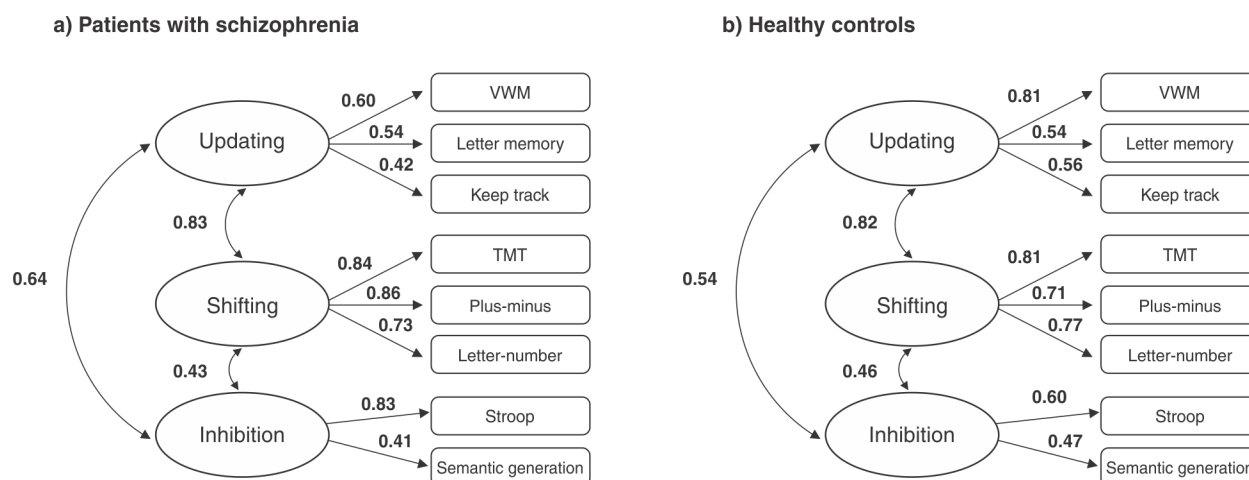 a) Patients with schizophrenia
0.60
VWM
Updating
0.54
Letter memory
0.42
Keep track
0.83
0.64
0.84
TMT
Shifting
0.86
Plus-minus
0.73
Letter-number
0.43
0.83
Stroop
Inhibition
0.41
Semantic generation
b) Healthy controls
0.81
VWM
Updating
0.54
Letter memory
0.56
Keep track
0.82
0.54
0.81
TMT
Shifting
0.71
Plus-minus
0.77
Letter-number
0.46
0.60
Stroop
Inhibition
0.47
Semantic generation